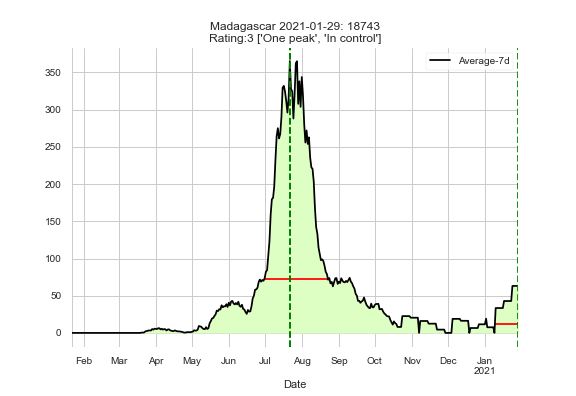 Madagascar 2021-01-29: 18743
Rating:3 ['One peak', 'In control']
Average-7d
350
300
250
200
150
100
50
0
Feb Mar Apr May Jun Jul Aug Sep Oct Nov Dec Jan
2021
Date